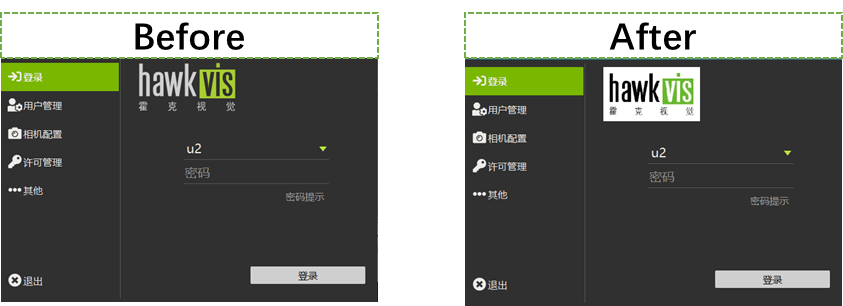 Before
登录
hawkvis
霍克视觉
用户管理
相机配置
u2
密码
许可管理
密码提示
其他
退出
登录
After
登录
hawkvis
霍克视觉
用户管理
相机配置
u2
密码
许可管理
密码提示
其他
退出
登录